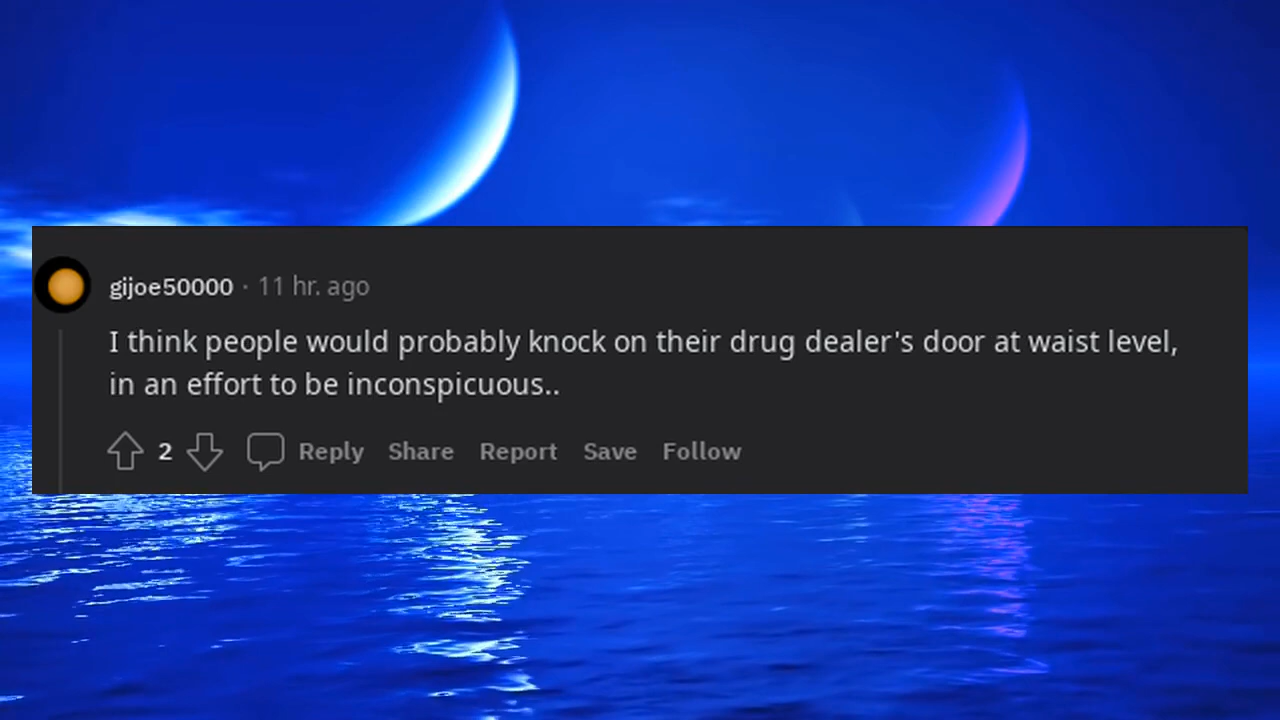 gijoe50000 · 11 hr. ago
I think people would probably knock on their drug dealer's door at waist level,
in an effort to be inconspicuous..
2 Reply Share Report Save Follow